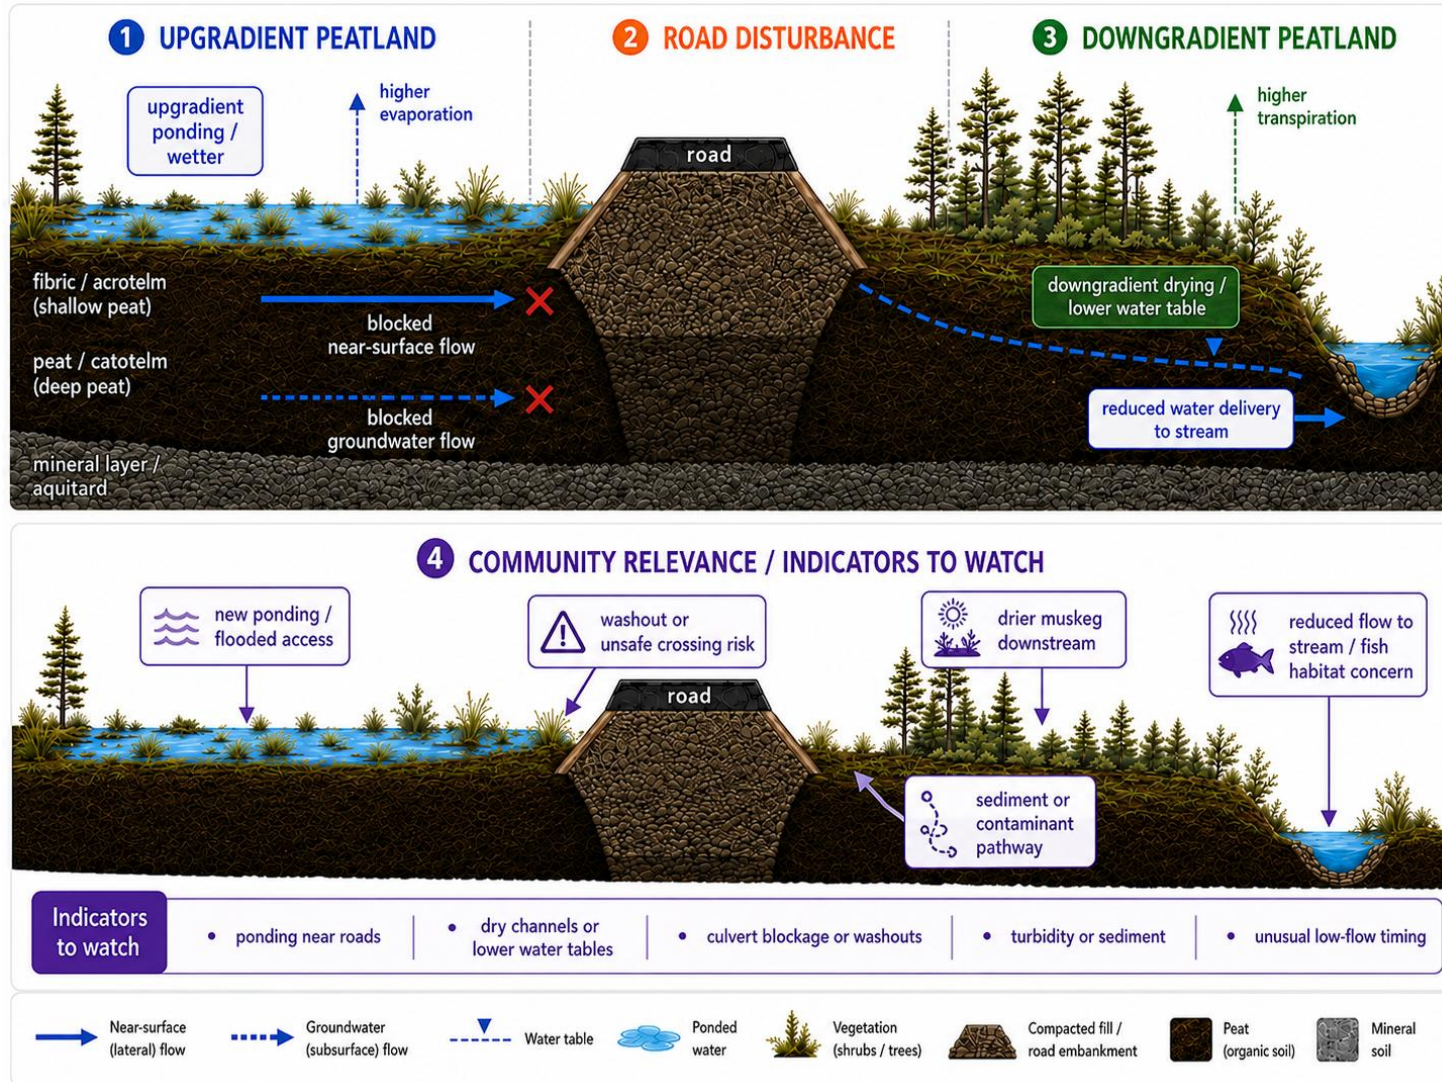 1 UPGRADIENT PEATLAND
2 ROAD DISTURBANCE
3 DOWNGRADIENT PEATLAND
upgradient
ponding /
wetter
higher
evaporation
road
higher
transpiration
fibric / acrotelm
(shallow peat)
blocked
near-surface flow
peat / catotelm
(deep peat)
blocked
groundwater flow
mineral layer /
aquitard
downgradient drying /
lower water table
reduced water delivery
to stream
4 COMMUNITY RELEVANCE / INDICATORS TO WATCH
new ponding /
flooded access
washout or
unsafe crossing risk
drier muskeg
downstream
reduced flow to
stream / fish
habitat concern
road
sediment or
contaminant
pathway
Indicators
to watch
• ponding near roads
• dry channels or
lower water tables
• culvert blockage or washouts
• turbidity or sediment
• unusual low-flow timing
Near-surface
(lateral) flow
Groundwater
(subsurface) flow
Water table
Ponded
water
Vegetation
(shrubs / trees)
Compacted fill /
road embankment
Peat
(organic soil)
Mineral
soil